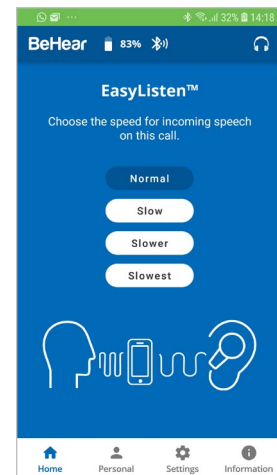 32% 14:18
BeHear 83%
EasyListen™
Choose the speed for incoming speech
on this call.
Normal
Slow
Slower
Slowest
Home Personal Settings Information